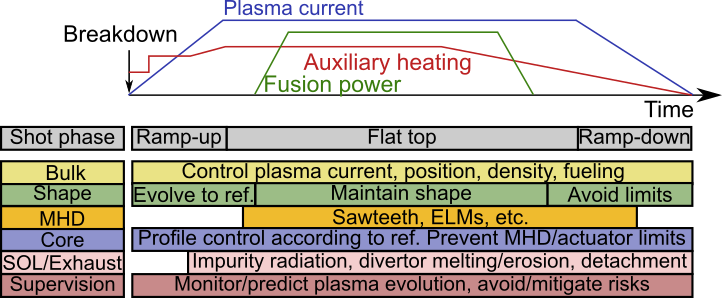 Plasma current
Breakdown
Auxiliary heating
Fusion power
Time
Shot phase Ramp-up Flat top Ramp-down
Bulk Control plasma current, position, density, fueling
Shape Evolve to ref. Maintain shape Avoid limits
MHD Sawteeth, ELMs, etc.
Core Profile control according to ref. Prevent MHD/actuator limits
SOL/Exhaust Impurity radiation, divertor melting/erosion, detachment
Supervision Monitor/predict plasma evolution, avoid/mitigate risks